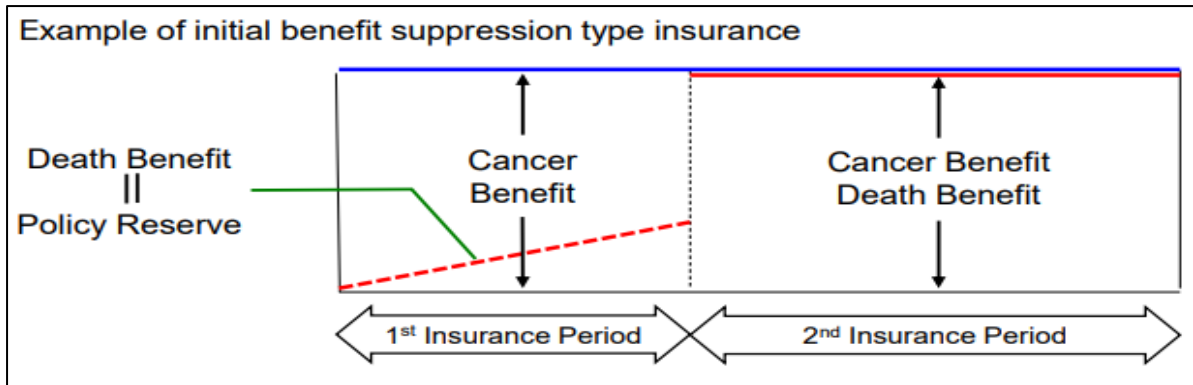 Example of initial benefit suppression type insurance
Death Benefit
||
Policy Reserve
Cancer
Benefit
Cancer Benefit
Death Benefit
1st Insurance Period
2nd Insurance Period